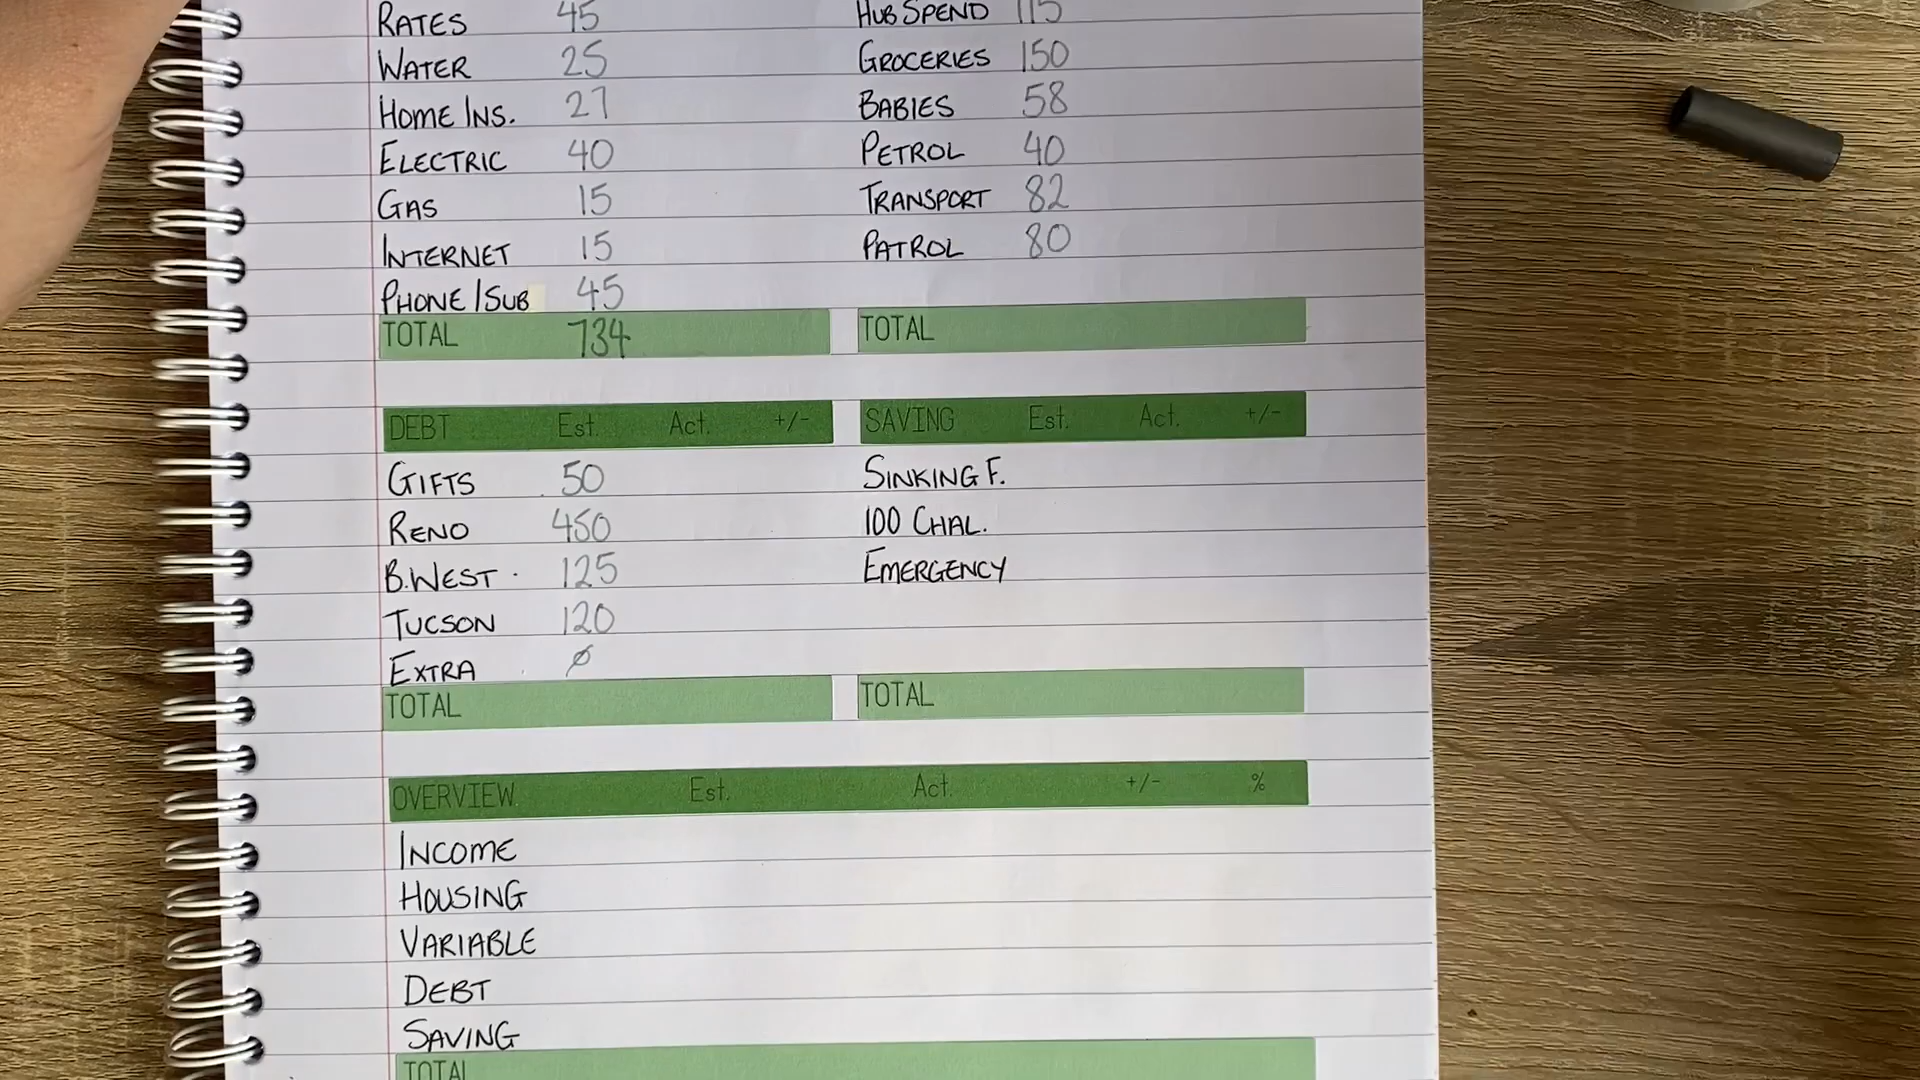 RATES 45
WATER 25
HOME INS. 27
ELECTRIC 40
GAS 15
INTERNET 15
PHONE/SUB 45
TOTAL 734
HUB SPEND 115
GROCERIES 150
BABIES 58
PETROL 40
TRANSPORT 82
PATROL 80
TOTAL
DEBT Est. Act. +/-
GIFTS 50
RENO 450
B.WEST 125
TUCSON 120
EXTRA ∅
TOTAL
SAVING Est. Act. +/-
SINKING F.
100 CHAL.
EMERGENCY
TOTAL
OVERVIEW Est. Act. +/- %
INCOME
HOUSING
VARIABLE
DEBT
SAVING
TOTAL